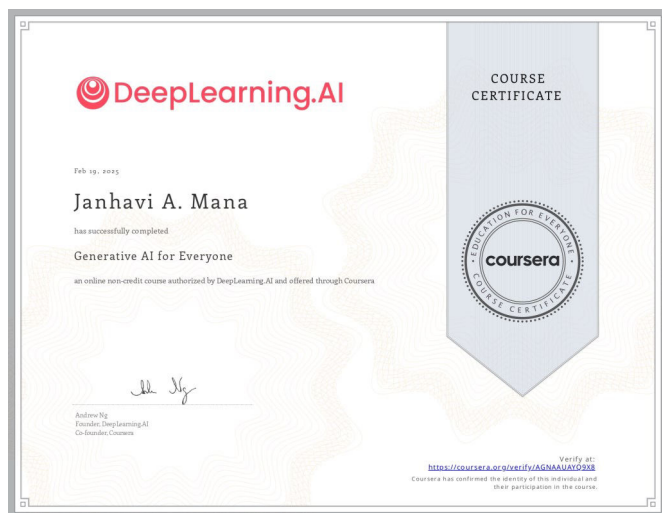 DeepLearning.AI
COURSE
CERTIFICATE
Feb 19, 2025
Janhavi A. Mana
has successfully completed
Generative AI for Everyone
an online non-credit course authorized by DeepLearning.AI and offered through Coursera
EDUCATION FOR EVERYONE
coursera
COURSE CERTIFICATE
Andrew Ng
Founder, DeepLearning.AI
Co-founder, Coursera
Verify at:
https://coursera.org/verify/AGNAAUAYQ9X8
Coursera has confirmed the identity of this individual and
their participation in the course.